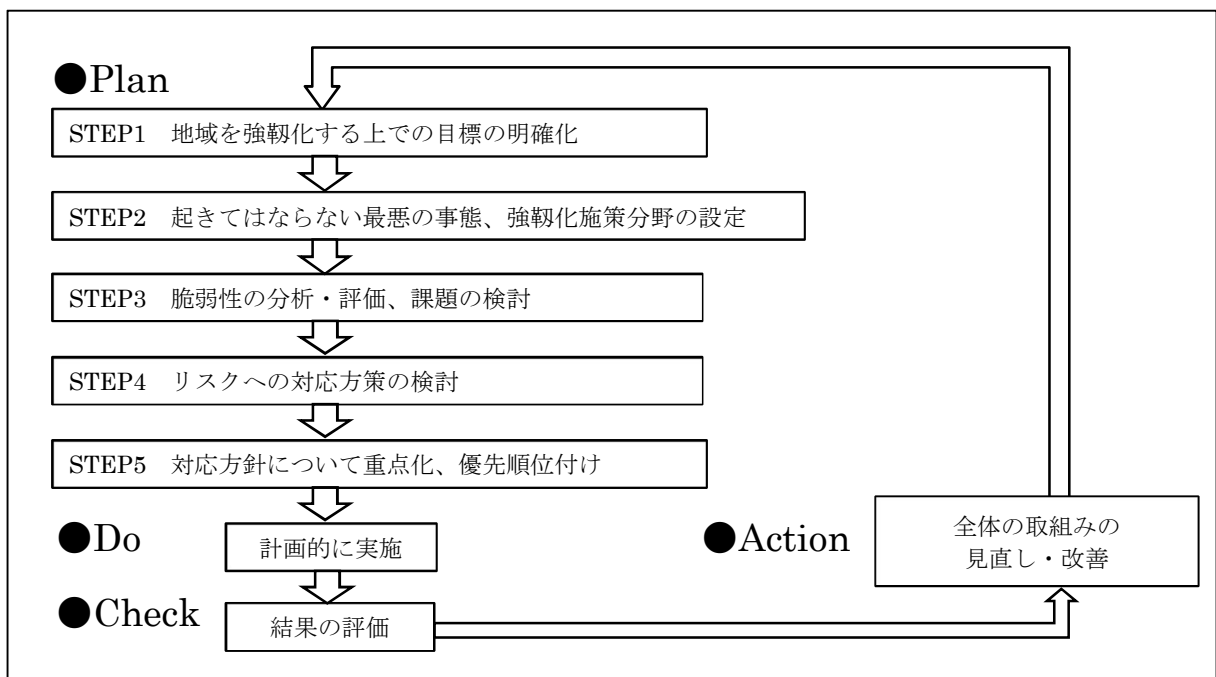 ●Plan
STEP1　地域を強靱化する上での目標の明確化
STEP2　起きてはならない最悪の事態、強靱化施策分野の設定
STEP3　脆弱性の分析・評価、課題の検討
STEP4　リスクへの対応方策の検討
STEP5　対応方針について重点化、優先順位付け
●Do
計画的に実施
●Check
結果の評価
●Action
全体の取組みの
見直し・改善